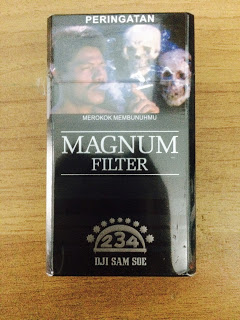 PERINGATAN
MEROKOK MEMBUNUHMU
MAGNUM
FILTER
234
DJI SAM SOE